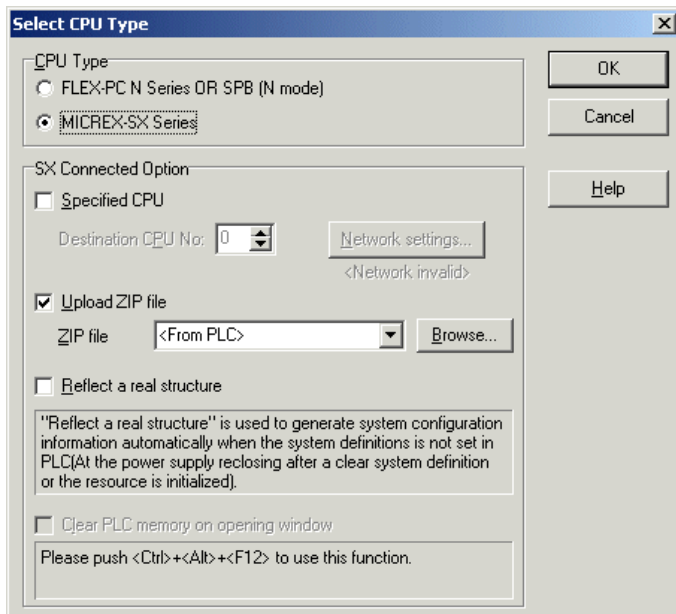 Select CPU Type
CPU Type
FLEX-PC N Series OR SPB (N mode)
MICREX-SX Series
OK
Cancel
Help
SX Connected Option
Specified CPU
Destination CPU No: 0 Network settings...
<Network invalid>
Upload ZIP file
ZIP file <From PLC> Browse...
Reflect a real structure
"Reflect a real structure" is used to generate system configuration
information automatically when the system definitions is not set in
PLC(At the power supply reclosing after a clear system definition
or the resource is initialized).
Clear PLC memory on opening window
Please push <Ctrl>+<Alt>+<F12> to use this function.